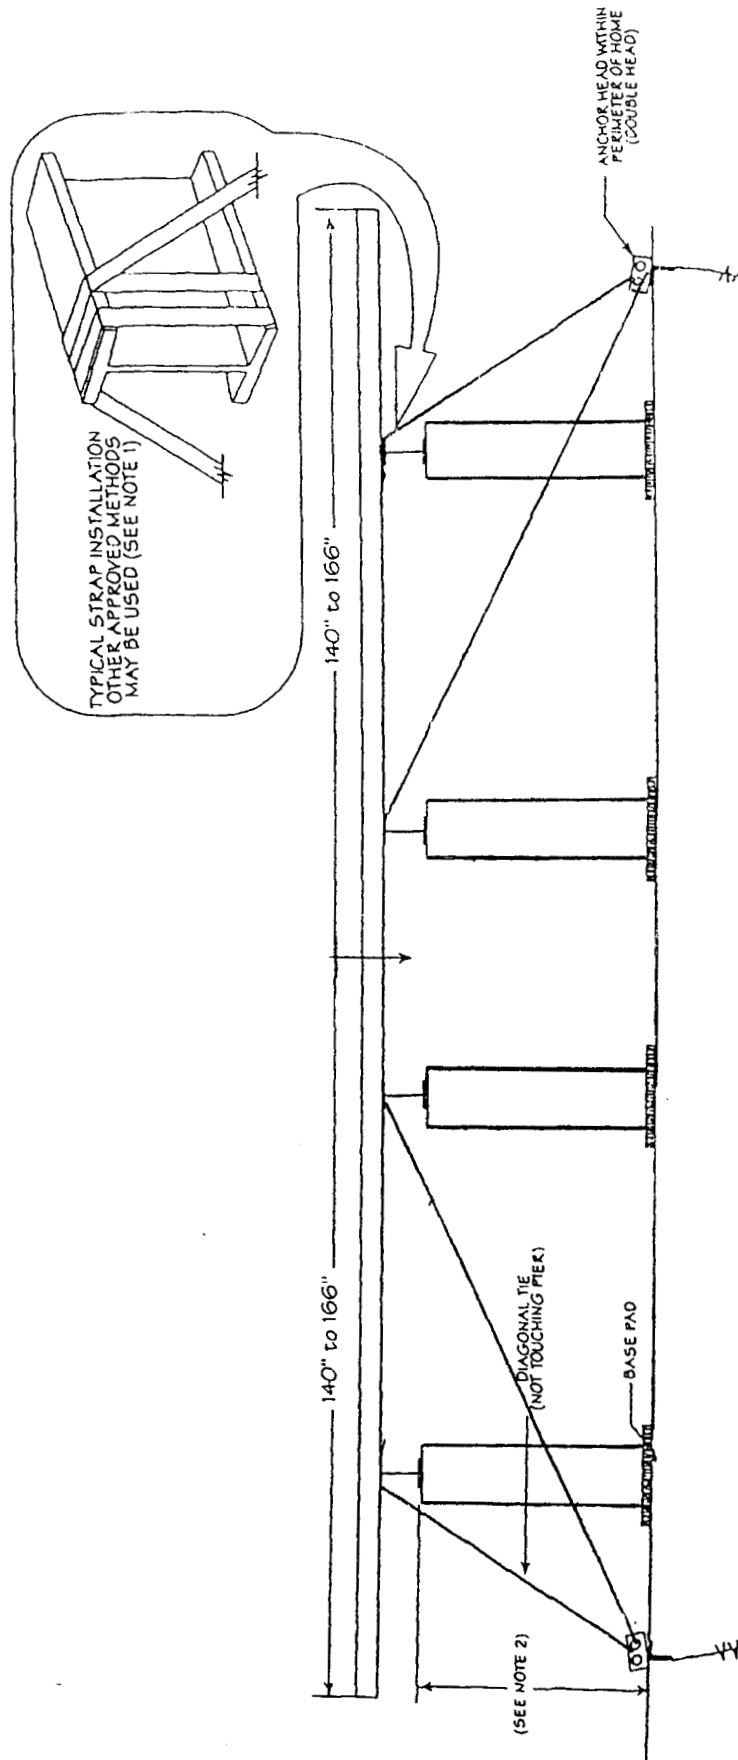 TYPICAL STRAP INSTALLATION
OTHER APPROVED METHODS
MAY BE USED (SEE NOTE 1)
ANCHOR HEAD WITHIN
PERIMETER OF HOME
(DOUBLE HEAD)
140" to 166"
140" to 166"
DIAGONAL TIE
(NOT TOUCHING PIER)
BASE PAD
(SEE NOTE 2)